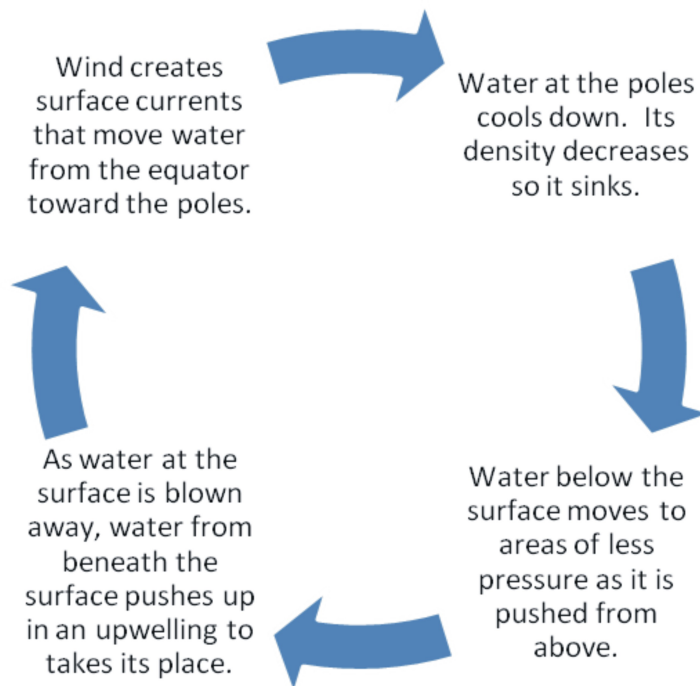 Wind creates
surface currents
that move water
from the equator
toward the poles.
Water at the poles
cools down.  Its
density decreases
so it sinks.
Water below the
surface moves to
areas of less
pressure as it is
pushed from
above.
As water at the
surface is blown
away, water from
beneath the
surface pushes up
in an upwelling to
takes its place.